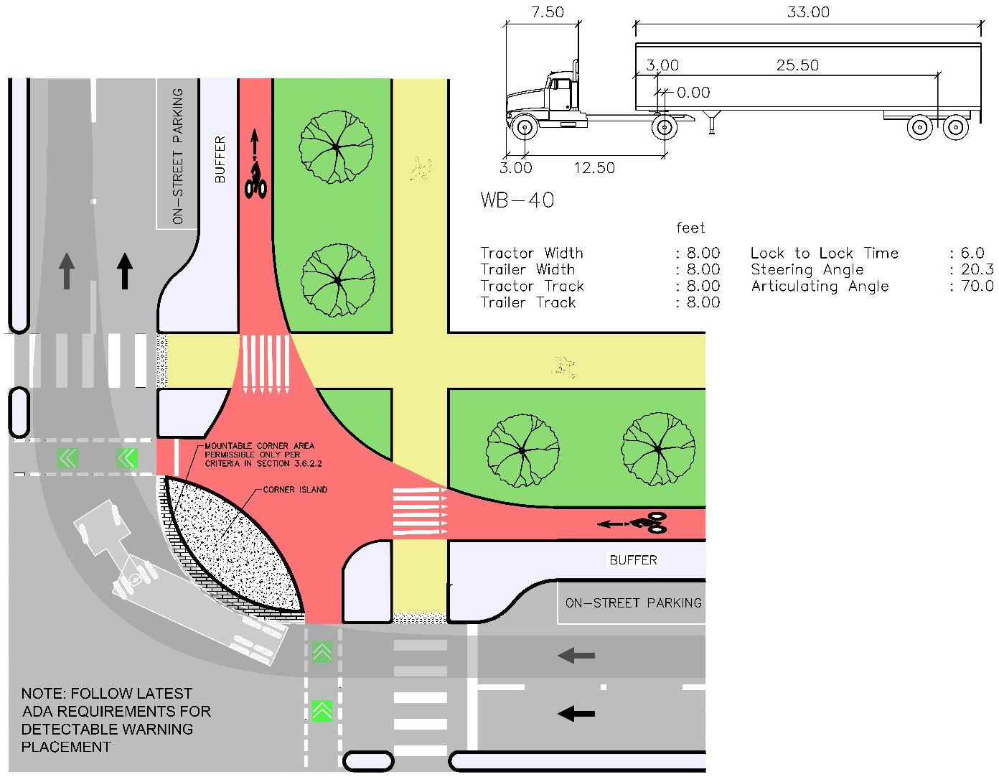 7.50
33.00
3.00
25.50
0.00
3.00
12.50
WB-40
feet
Tractor Width : 8.00
Trailer Width : 8.00
Tractor Track : 8.00
Trailer Track : 8.00
Lock to Lock Time : 6.0
Steering Angle : 20.3
Articulating Angle : 70.0
ON-STREET PARKING
BUFFER
MOUNTABLE CORNER AREA
PERMISSIBLE ONLY PER
CRITERIA IN SECTION 3.6.2.2
CORNER ISLAND
BUFFER
ON-STREET PARKING
NOTE: FOLLOW LATEST
ADA REQUIREMENTS FOR
DETECTABLE WARNING
PLACEMENT